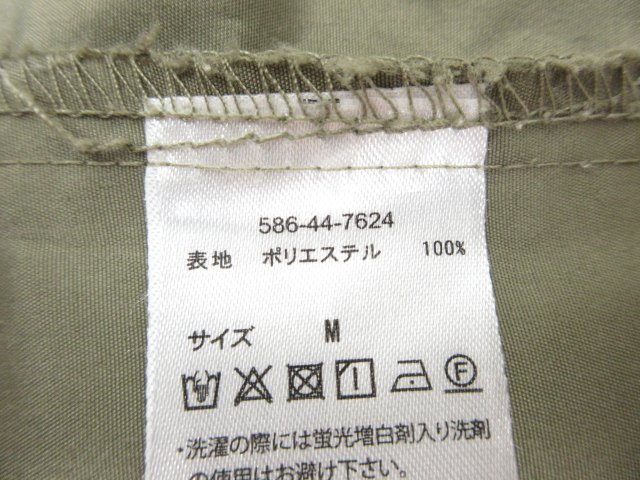 586-44-7624
表地 ポリエステル 100%
サイズ M
F
・洗濯の際には蛍光増白剤入り洗剤
の使用はお避け下さい。